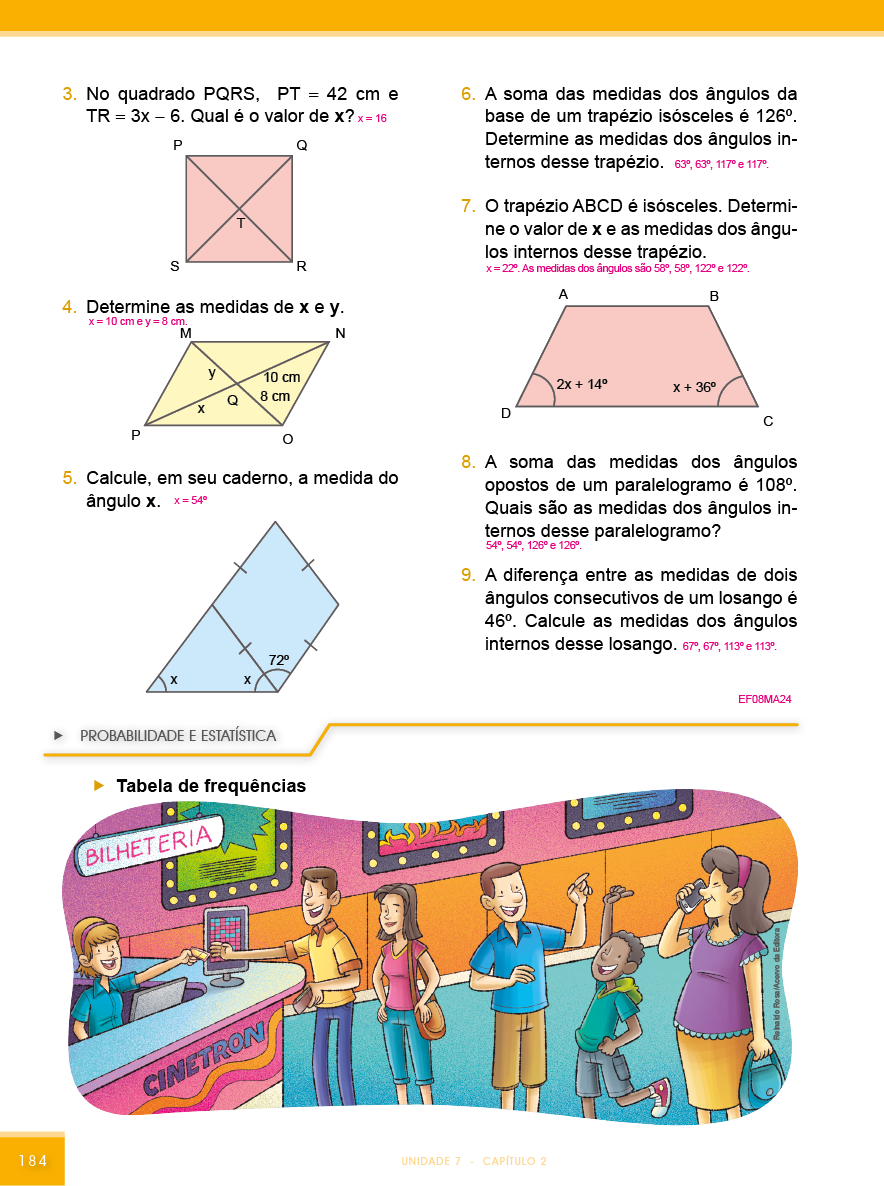 3. No quadrado PQRS, PT = 42 cm e
TR = 3x – 6. Qual é o valor de x? x = 16
P
Q
T
S
R
4. Determine as medidas de x e y.
x = 10 cm e y = 8 cm.
M
N
y
10 cm
Q
8 cm
x
P
O
5. Calcule, em seu caderno, a medida do
ângulo x. x = 54º
72º
x
x
6. A soma das medidas dos ângulos da
base de um trapézio isósceles é 126º.
Determine as medidas dos ângulos in-
ternos desse trapézio. 63º, 63º, 117º e 117º.
7. O trapézio ABCD é isósceles. Determi-
ne o valor de x e as medidas dos ângu-
los internos desse trapézio.
x = 22º. As medidas dos ângulos são 58º, 58º, 122º e 122º.
A
B
2x + 14º
x + 36º
D
C
8. A soma das medidas dos ângulos
opostos de um paralelogramo é 108º.
Quais são as medidas dos ângulos in-
ternos desse paralelogramo?
54º, 54º, 126º e 126º.
9. A diferença entre as medidas de dois
ângulos consecutivos de um losango é
46º. Calcule as medidas dos ângulos
internos desse losango. 67º, 67º, 113º e 113º.
EF08MA24
PROBABILIDADE E ESTATÍSTICA
Tabela de frequências
BILHETERIA
CINETRON
Reinaldo Rosa/Acervo da Editora
184
UNIDADE 7 - CAPÍTULO 2